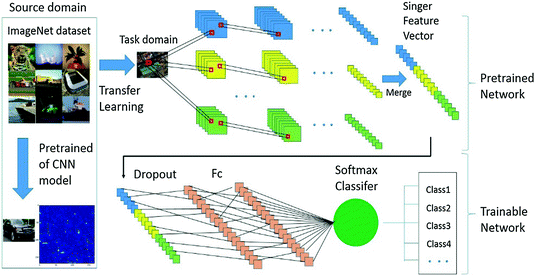 Source domain
ImageNet dataset
Task domain
Transfer
Learning
Pretrained
of CNN
model
. . .
. . .
. . .
. . .
Merge
Singer
Feature
Vector
Pretrained
Network
Dropout
Fc
Softmax
Classifer
Class1
Class2
Class3
Class4
. . . .
Trainable
Network